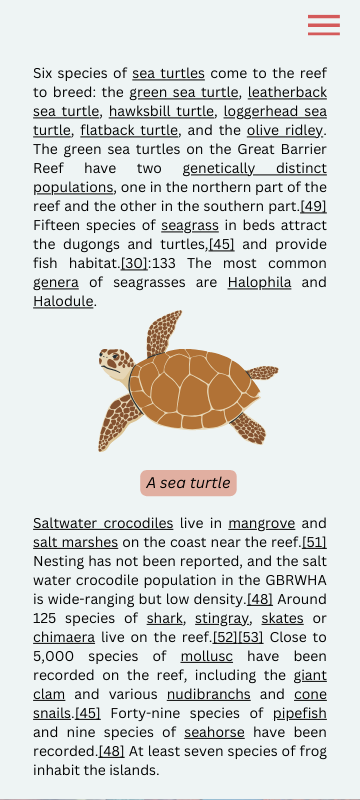 Six species of sea turtles come to the reef
to breed: the green sea turtle, leatherback
sea turtle, hawksbill turtle, loggerhead sea
turtle, flatback turtle, and the olive ridley.
The green sea turtles on the Great Barrier
Reef have two genetically distinct
populations, one in the northern part of the
reef and the other in the southern part.[49]
Fifteen species of seagrass in beds attract
the dugongs and turtles,[45] and provide
fish habitat.[30]:133 The most common
genera of seagrasses are Halophila and
Halodule.
A sea turtle
Saltwater crocodiles live in mangrove and
salt marshes on the coast near the reef.[51]
Nesting has not been reported, and the salt
water crocodile population in the GBRWHA
is wide-ranging but low density.[48] Around
125 species of shark, stingray, skates or
chimaera live on the reef.[52][53] Close to
5,000 species of mollusc have been
recorded on the reef, including the giant
clam and various nudibranchs and cone
snails.[45] Forty-nine species of pipefish
and nine species of seahorse have been
recorded.[48] At least seven species of frog
inhabit the islands.